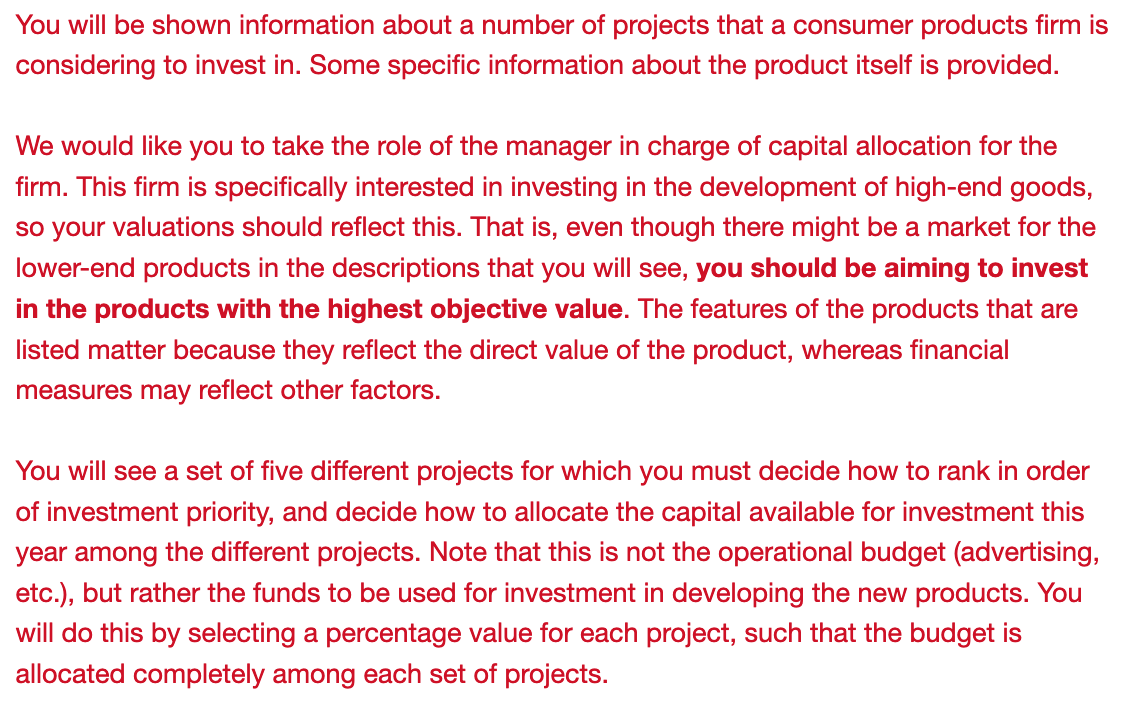 You will be shown information about a number of projects that a consumer products firm is
considering to invest in. Some specific information about the product itself is provided.
We would like you to take the role of the manager in charge of capital allocation for the
firm. This firm is specifically interested in investing in the development of high-end goods,
so your valuations should reflect this. That is, even though there might be a market for the
lower-end products in the descriptions that you will see, you should be aiming to invest
in the products with the highest objective value. The features of the products that are
listed matter because they reflect the direct value of the product, whereas financial
measures may reflect other factors.
You will see a set of five different projects for which you must decide how to rank in order
of investment priority, and decide how to allocate the capital available for investment this
year among the different projects. Note that this is not the operational budget (advertising,
etc.), but rather the funds to be used for investment in developing the new products. You
will do this by selecting a percentage value for each project, such that the budget is
allocated completely among each set of projects.